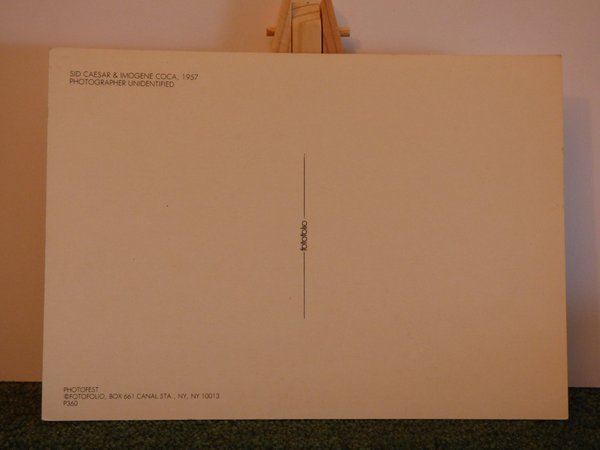 SID CAESAR & IMOGENE COCA, 1957
PHOTOGRAPHER UNIDENTIFIED
fotofolio
PHOTOFEST
©FOTOFOLIO, BOX 661 CANAL STA., NY, NY 10013
P360